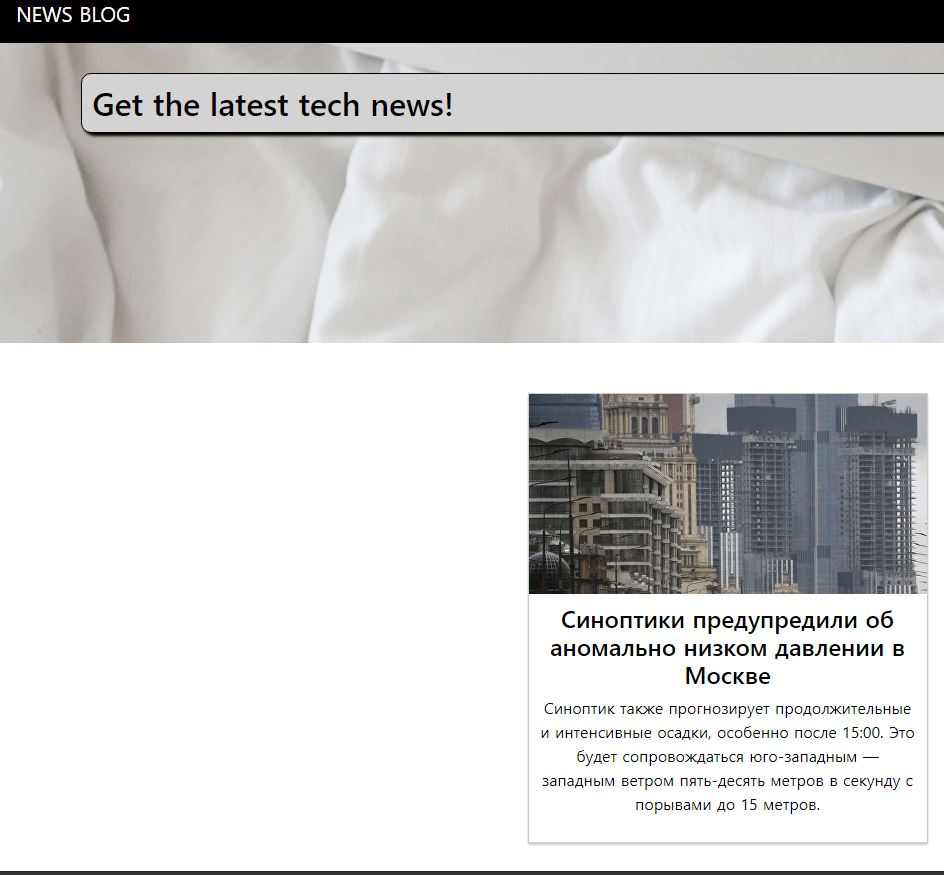 NEWS BLOG
Get the latest tech news!
Синоптики предупредили об
аномально низком давлении в
Москве
Синоптик также прогнозирует продолжительные
и интенсивные осадки, особенно после 15:00. Это
будет сопровождаться юго-западным —
западным ветром пять-десять метров в секунду с
порывами до 15 метров.